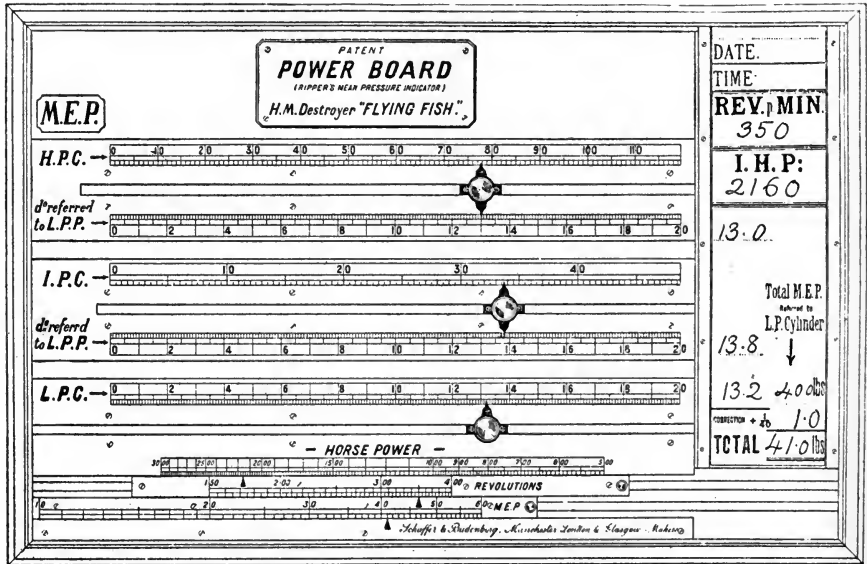 PATENT
POWER BOARD
(RIPPER'S MEAN PRESSURE INDICATOR)
H.M. Destroyer "FLYING FISH."
M.E.P.
H.P.C.
0 10 20 30 40 50 60 70 80 90 100 110
dº referred
to L.P.P.
0 2 4 6 8 10 12 14 16 18 20
I.P.C.
0 10 20 30 40
dº referred
to L.P.P.
0 2 4 6 8 10 12 14 16 18 20
L.P.C.
0 2 4 6 8 10 12 14 16 18 20
- HORSE POWER -
3000 2500 2000 1500 1000 900 800 600 500
150 200 300 400 REVOLUTIONS
10 20 30 40 50 60 M.E.P
Schäffer & Budenberg, Manchester London & Glasgow Makers
DATE.
TIME
REV. p MIN.
350
I. H. P:
2160
13.0
Total M.E.P.
Referred to
L.P. Cylinder
13.8
13.2 40.0 lbs
CORRECTION + 1/40 1.0
TOTAL 41.0 lbs